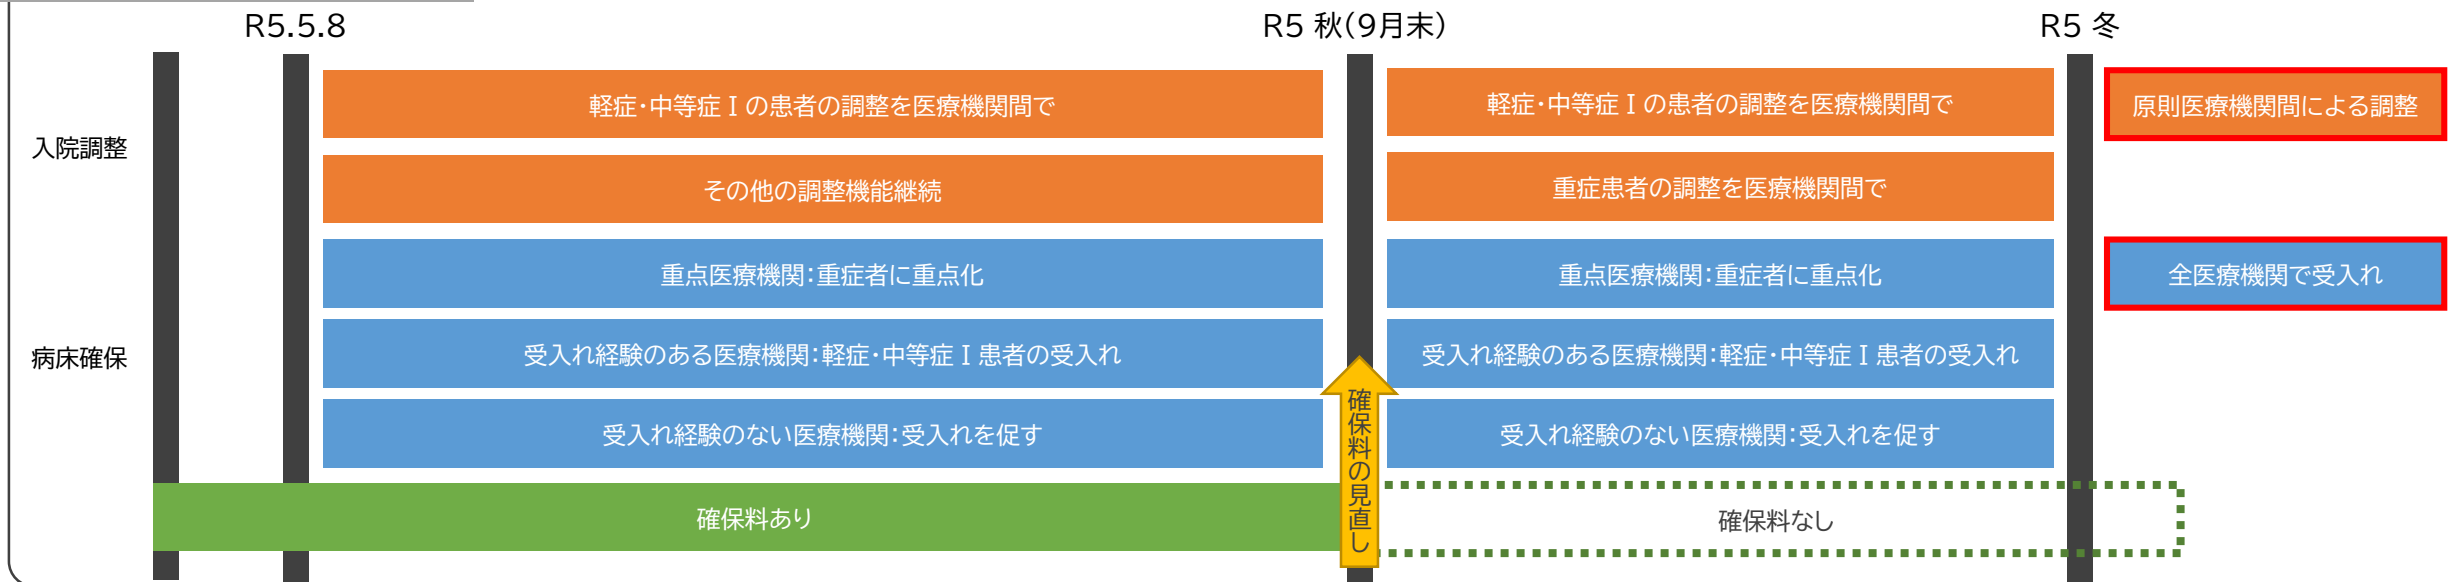 R5.5.8
R5 秋(9月末)
R5 冬
入院調整
軽症・中等症Ⅰの患者の調整を医療機関間で
軽症・中等症Ⅰの患者の調整を医療機関間で
原則医療機関間による調整
その他の調整機能継続
重症患者の調整を医療機関間で
病床確保
重点医療機関:重症者に重点化
重点医療機関:重症者に重点化
全医療機関で受入れ
受入れ経験のある医療機関:軽症・中等症Ⅰ患者の受入れ
受入れ経験のある医療機関:軽症・中等症Ⅰ患者の受入れ
受入れ経験のない医療機関:受入れを促す
受入れ経験のない医療機関:受入れを促す
確保料あり
確保料の見直し
確保料なし